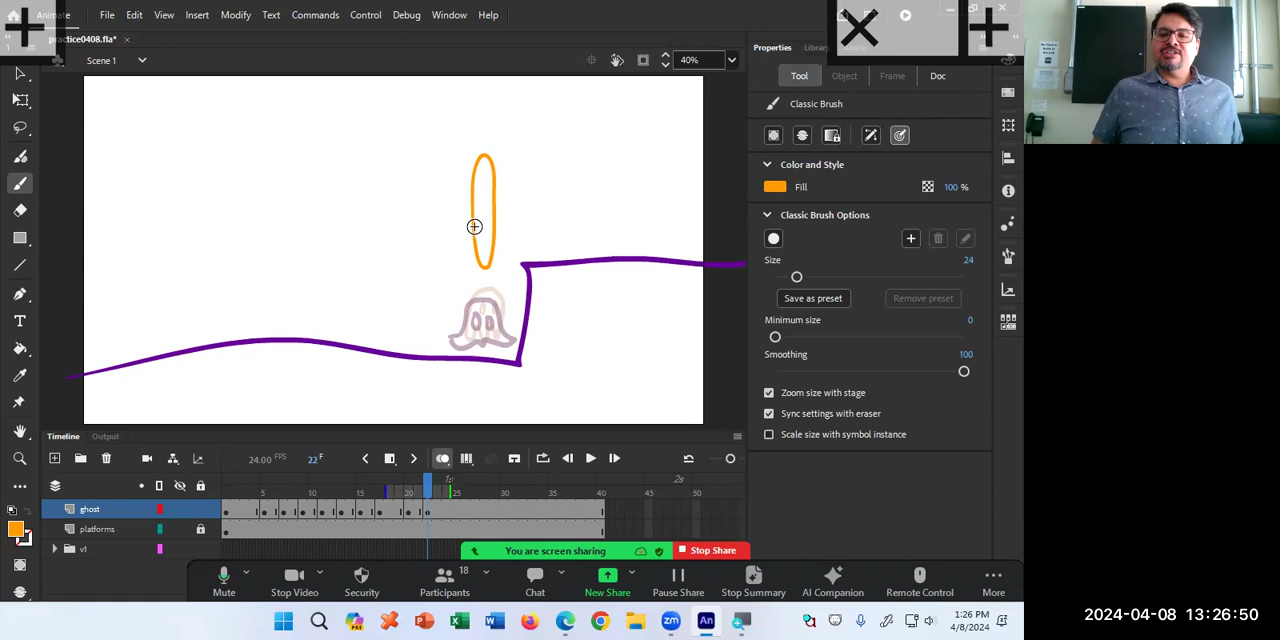 Animate File Edit View Insert Modify Text Commands Control Debug Window Help
practice0408.fla* ×
Scene 1 40%
Properties Library
Tool Object Frame Doc
Classic Brush
Color and Style
Fill 100 %
Classic Brush Options
Size 24
Save as preset Remove preset
Minimum size 0
Smoothing 100
Zoom size with stage
Sync settings with eraser
Scale size with symbol instance
Timeline Output
24.00 FPS 22 F
1s 2s
5 10 15 20 25 30 35 40 45 50
ghost
platforms
v1
You are screen sharing Stop Share
18
Mute Stop Video Security Participants Chat New Share Pause Share Stop Summary AI Companion Remote Control More
1:26 PM
4/8/2024
2024-04-08 13:26:50